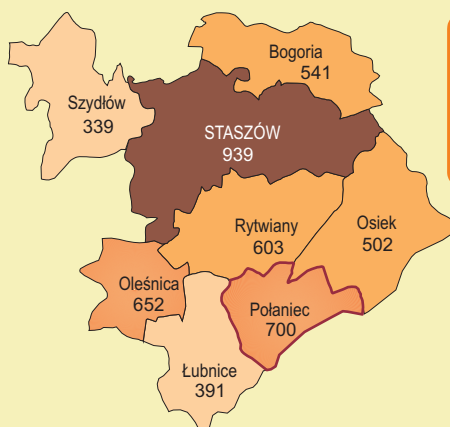 Bogoria
541
Szydłów
339
STASZÓW
939
Rytwiany
603
Osiek
502
Oleśnica
652
Połaniec
700
Łubnice
391